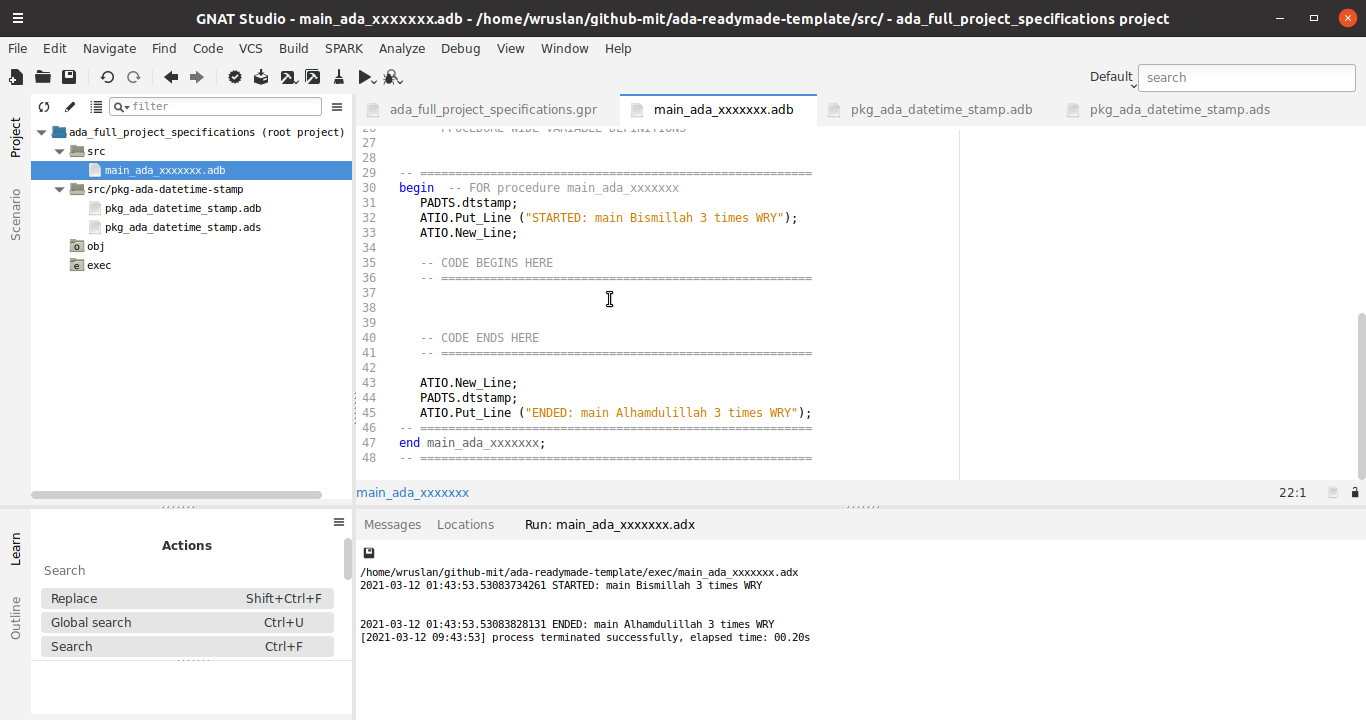 GNAT Studio - main_ada_xxxxxxx.adb - /home/wruslan/github-mit/ada-readymade-template/src/ - ada_full_project_specifications project
File Edit Navigate Find Code VCS Build SPARK Analyze Debug View Window Help
Default search
Project
Scenario
filter
ada_full_project_specifications (root project)
src
main_ada_xxxxxxx.adb
src/pkg-ada-datetime-stamp
pkg_ada_datetime_stamp.adb
pkg_ada_datetime_stamp.ads
obj
exec
ada_full_project_specifications.gpr main_ada_xxxxxxx.adb pkg_ada_datetime_stamp.adb pkg_ada_datetime_stamp.ads
26 PROCEDURE-WIDE VARIABLE DEFINITIONS
27
28
29 -- ========================================================
30 begin  -- FOR procedure main_ada_xxxxxxx
31    PADTS.dtstamp;
32    ATIO.Put_Line ("STARTED: main Bismillah 3 times WRY");
33    ATIO.New_Line;
34
35    -- CODE BEGINS HERE
36    -- =====================================================
37
38
39
40    -- CODE ENDS HERE
41    -- =====================================================
42
43    ATIO.New_Line;
44    PADTS.dtstamp;
45    ATIO.Put_Line ("ENDED: main Alhamdulillah 3 times WRY");
46 -- ========================================================
47 end main_ada_xxxxxxx;
48 -- ========================================================
main_ada_xxxxxxx 22:1
Learn
Outline
Actions
Search
Replace Shift+Ctrl+F
Global search Ctrl+U
Search Ctrl+F
Messages Locations Run: main_ada_xxxxxxx.adx
/home/wruslan/github-mit/ada-readymade-template/exec/main_ada_xxxxxxx.adx
2021-03-12 01:43:53.53083734261 STARTED: main Bismillah 3 times WRY
2021-03-12 01:43:53.53083828131 ENDED: main Alhamdulillah 3 times WRY
[2021-03-12 09:43:53] process terminated successfully, elapsed time: 00.20s